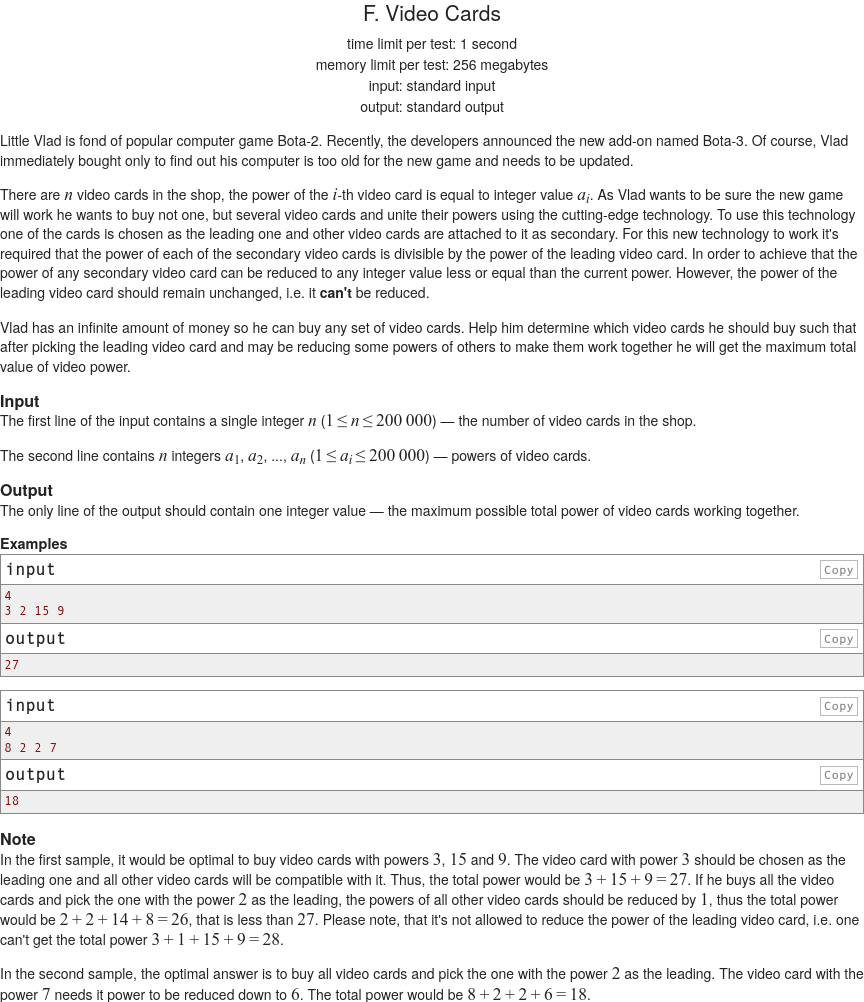 F. Video Cards
time limit per test: 1 second
memory limit per test: 256 megabytes
input: standard input
output: standard output
Little Vlad is fond of popular computer game Bota-2. Recently, the developers announced the new add-on named Bota-3. Of course, Vlad
immediately bought only to find out his computer is too old for the new game and needs to be updated.
There are n video cards in the shop, the power of the i-th video card is equal to integer value a_i. As Vlad wants to be sure the new game
will work he wants to buy not one, but several video cards and unite their powers using the cutting-edge technology. To use this technology
one of the cards is chosen as the leading one and other video cards are attached to it as secondary. For this new technology to work it's
required that the power of each of the secondary video cards is divisible by the power of the leading video card. In order to achieve that the
power of any secondary video card can be reduced to any integer value less or equal than the current power. However, the power of the
leading video card should remain unchanged, i.e. it can't be reduced.
Vlad has an infinite amount of money so he can buy any set of video cards. Help him determine which video cards he should buy such that
after picking the leading video card and may be reducing some powers of others to make them work together he will get the maximum total
value of video power.
Input
The first line of the input contains a single integer n (1 ≤ n ≤ 200 000) — the number of video cards in the shop.
The second line contains n integers a_1, a_2, ..., a_n (1 ≤ a_i ≤ 200 000) — powers of video cards.
Output
The only line of the output should contain one integer value — the maximum possible total power of video cards working together.
Examples
input Copy
4
3 2 15 9
output Copy
27
input Copy
4
8 2 2 7
output Copy
18
Note
In the first sample, it would be optimal to buy video cards with powers 3, 15 and 9. The video card with power 3 should be chosen as the
leading one and all other video cards will be compatible with it. Thus, the total power would be 3 + 15 + 9 = 27. If he buys all the video
cards and pick the one with the power 2 as the leading, the powers of all other video cards should be reduced by 1, thus the total power
would be 2 + 2 + 14 + 8 = 26, that is less than 27. Please note, that it's not allowed to reduce the power of the leading video card, i.e. one
can't get the total power 3 + 1 + 15 + 9 = 28.
In the second sample, the optimal answer is to buy all video cards and pick the one with the power 2 as the leading. The video card with the
power 7 needs it power to be reduced down to 6. The total power would be 8 + 2 + 2 + 6 = 18.